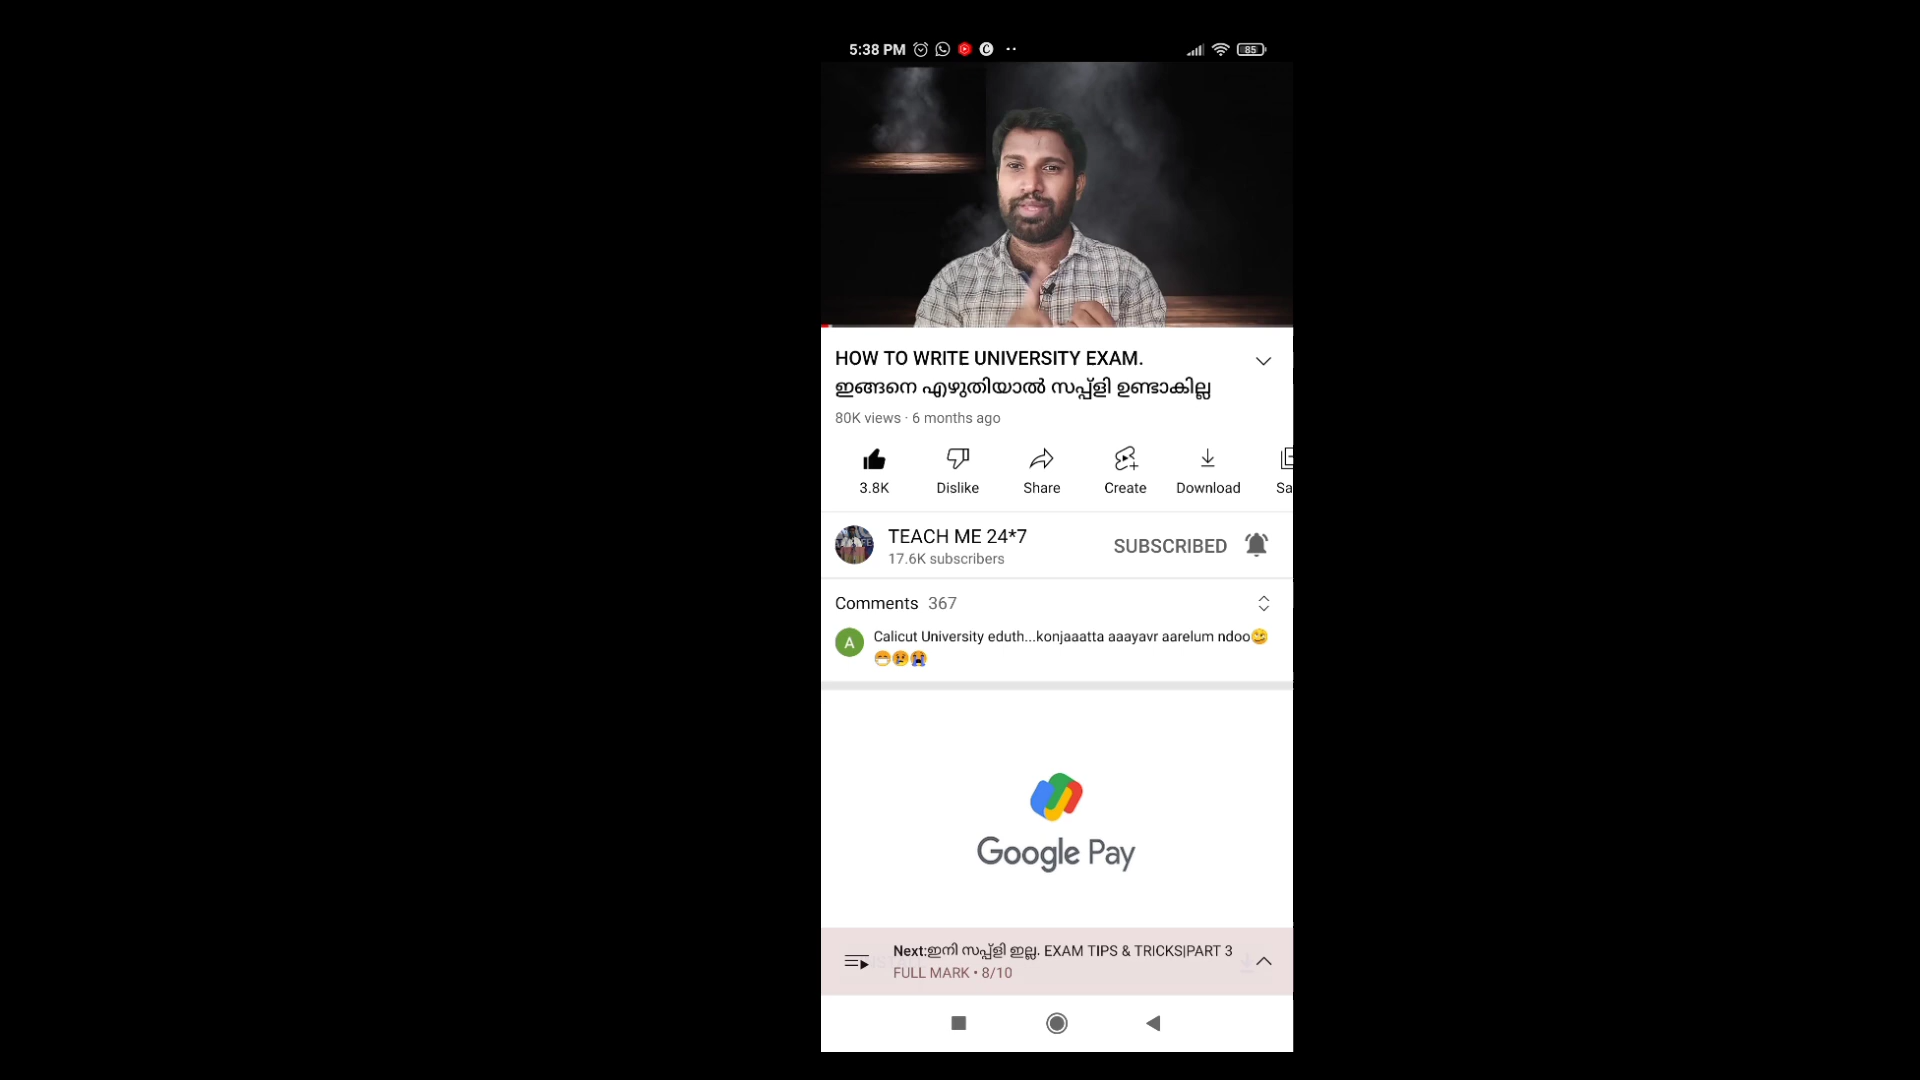 5:38 PM
85
HOW TO WRITE UNIVERSITY EXAM.
ഇങ്ങനെ എഴുതിയാൽ സപ്പ്ളി ഉണ്ടാകില്ല
80K views · 6 months ago
3.8K Dislike Share Create Download Sa
TEACH ME 24*7
17.6K subscribers
SUBSCRIBED
Comments 367
A
Calicut University eduth...konjaaatta aaayavr aarelum ndoo🤪
😷😢😭
Google Pay
Next:ഇനി സപ്പ്ളി ഇല്ല. EXAM TIPS & TRICKS|PART 3
FULL MARK • 8/10